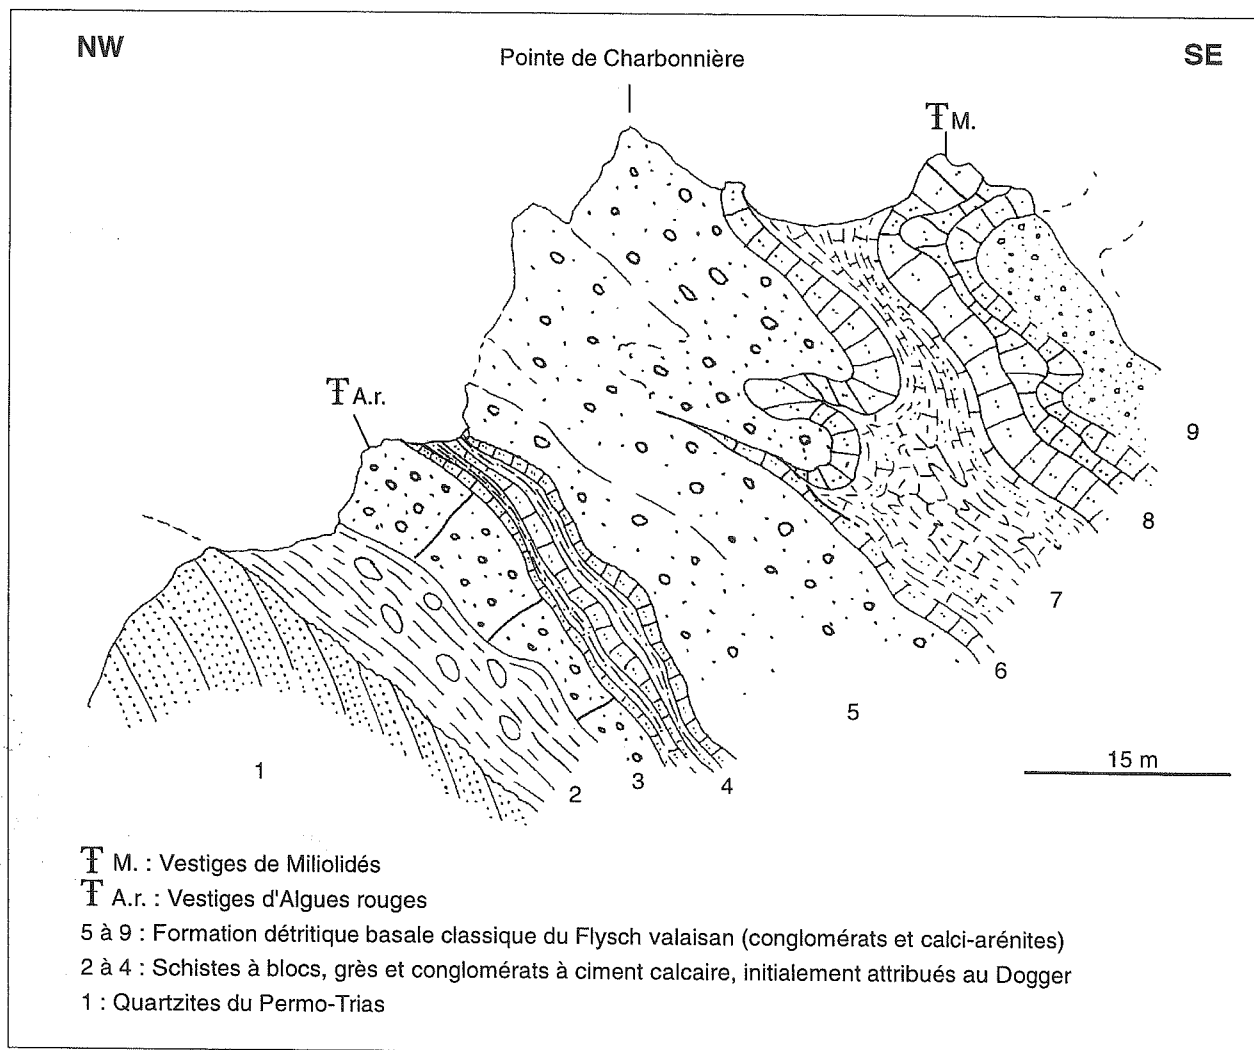 NW
Pointe de Charbonnière
SE
M.
A.r.
9
8
7
6
5
15 m
1
2
3
4
M. : Vestiges de Miliolidés
A.r. : Vestiges d'Algues rouges
5 à 9 : Formation détritique basale classique du Flysch valaisan (conglomérats et calci-arénites)
2 à 4 : Schistes à blocs, grès et conglomérats à ciment calcaire, initialement attribués au Dogger
1 : Quartzites du Permo-Trias